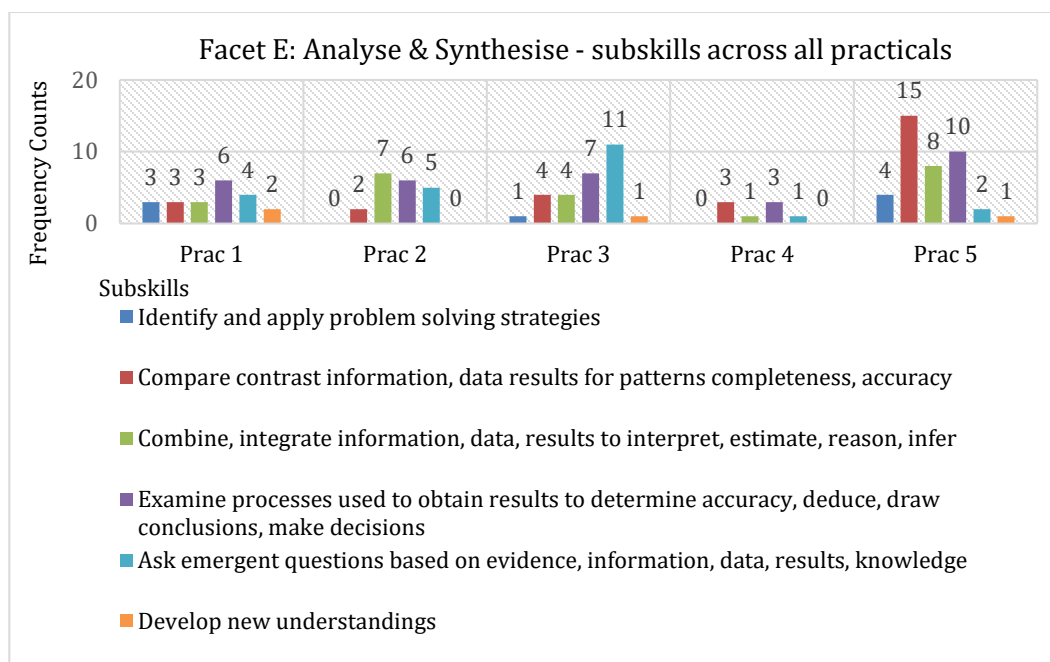 Facet E: Analyse & Synthesise - subskills across all practicals
Frequency Counts
20
10
0
3 3 3 6 4 2
0 2 7 6 5 0
1 4 4 7 11 1
0 3 1 3 1 0
4 15 8 10 2 1
Prac 1 Prac 2 Prac 3 Prac 4 Prac 5
Subskills
Identify and apply problem solving strategies
Compare contrast information, data results for patterns completeness, accuracy
Combine, integrate information, data, results to interpret, estimate, reason, infer
Examine processes used to obtain results to determine accuracy, deduce, draw
conclusions, make decisions
Ask emergent questions based on evidence, information, data, results, knowledge
Develop new understandings